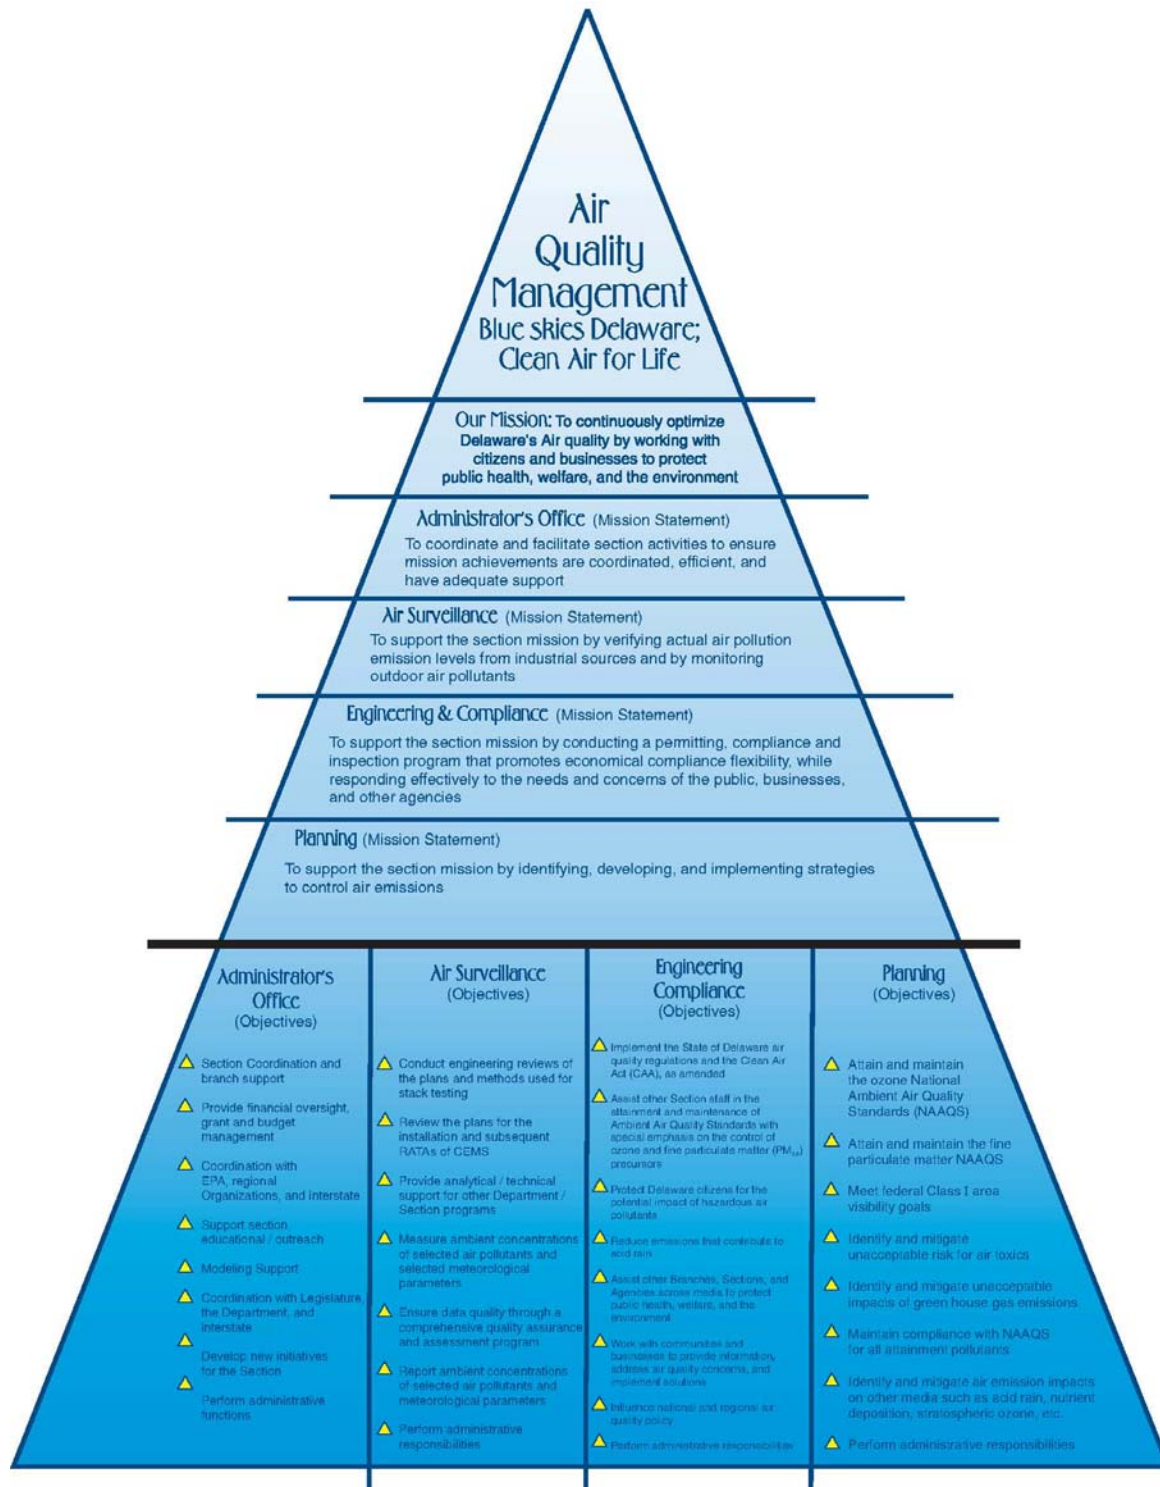 Air
Quality
Management
Blue skies Delaware;
Clean Air for Life
Our Mission: To continuously optimize
Delaware's Air quality by working with
citizens and businesses to protect
public health, welfare, and the environment
Administrator's Office (Mission Statement)
To coordinate and facilitate section activities to ensure
mission achievements are coordinated, efficient, and
have adequate support
Air Surveillance (Mission Statement)
To support the section mission by verifying actual air pollution
emission levels from industrial sources and by monitoring
outdoor air pollutants
Engineering & Compliance (Mission Statement)
To support the section mission by conducting a permitting, compliance and
inspection program that promotes economical compliance flexibility, while
responding effectively to the needs and concerns of the public, businesses,
and other agencies
Planning (Mission Statement)
To support the section mission by identifying, developing, and implementing strategies
to control air emissions
Administrator's
Office
(Objectives)
Section Coordination and
branch support
Provide financial oversight,
grant and budget
management
Coordination with
EPA, regional
Organizations, and interstate
Support section
educational / outreach
Modeling Support
Coordination with Legislature,
the Department, and
interstate
Develop new initiatives
for the Section
Perform administrative
functions
Air Surveillance
(Objectives)
Conduct engineering reviews of
the plans and methods used for
stack testing
Review the plans for the
installation and subsequent
RATAs of CEMS
Provide analytical / technical
support for other Department /
Section programs
Measure ambient concentrations
of selected air pollutants and
selected meteorological
parameters
Ensure data quality through a
comprehensive quality assurance
and assessment program
Report ambient concentrations
of selected air pollutants and
meteorological parameters
Perform administrative
responsibilities
Engineering
Compliance
(Objectives)
Implement the State of Delaware air
quality regulations and the Clean Air
Act (CAA), as amended
Assist other Section staff in the
attainment and maintenance of
Ambient Air Quality Standards with
special emphasis on the control of
ozone and fine particulate matter (PM2.5)
precursors
Protect Delaware citizens for the
potential impact of hazardous air
pollutants
Reduce emissions that contribute to
acid rain
Assist other Branches, Sections, and
Agencies across media to protect
public health, welfare, and the
environment
Work with communities and
businesses to provide information,
address air quality concerns, and
implement solutions
Influence national and regional air
quality policy
Perform administrative responsibilities
Planning
(Objectives)
Attain and maintain
the ozone National
Ambient Air Quality
Standards (NAAQS)
Attain and maintain the fine
particulate matter NAAQS
Meet federal Class I area
visibility goals
Identify and mitigate
unacceptable risk for air toxics
Identify and mitigate unacceptable
impacts of green house gas emissions
Maintain compliance with NAAQS
for all attainment pollutants
Identify and mitigate air emission impacts
on other media such as acid rain, nutrient
deposition, stratospheric ozone, etc.
Perform administrative responsibilities